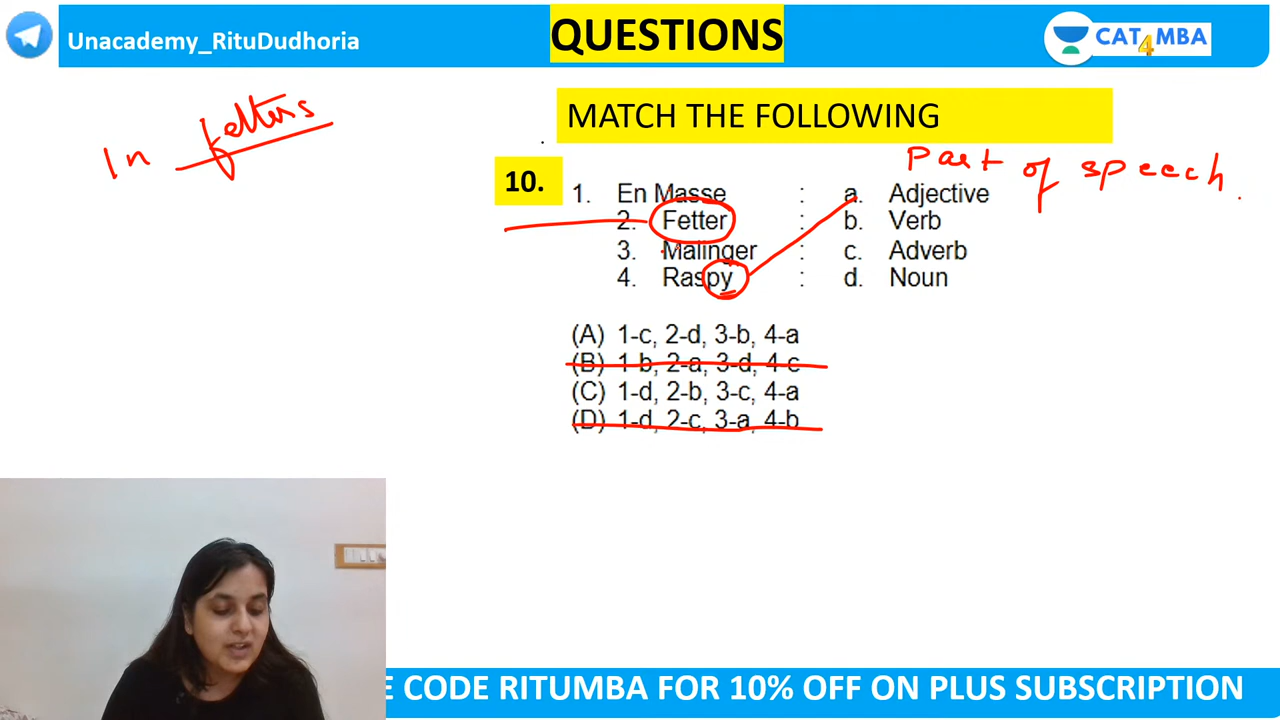 Unacademy_RituDudhoria
QUESTIONS
CAT4MBA
In fetters
MATCH THE FOLLOWING
Part of speech.
10.
1. En Masse : a. Adjective
2. Fetter : b. Verb
3. Malinger : c. Adverb
4. Raspy : d. Noun
(A) 1-c, 2-d, 3-b, 4-a
(B) 1-b, 2-a, 3-d, 4-c
(C) 1-d, 2-b, 3-c, 4-a
(D) 1-d, 2-c, 3-a, 4-b
E CODE RITUMBA FOR 10% OFF ON PLUS SUBSCRIPTION